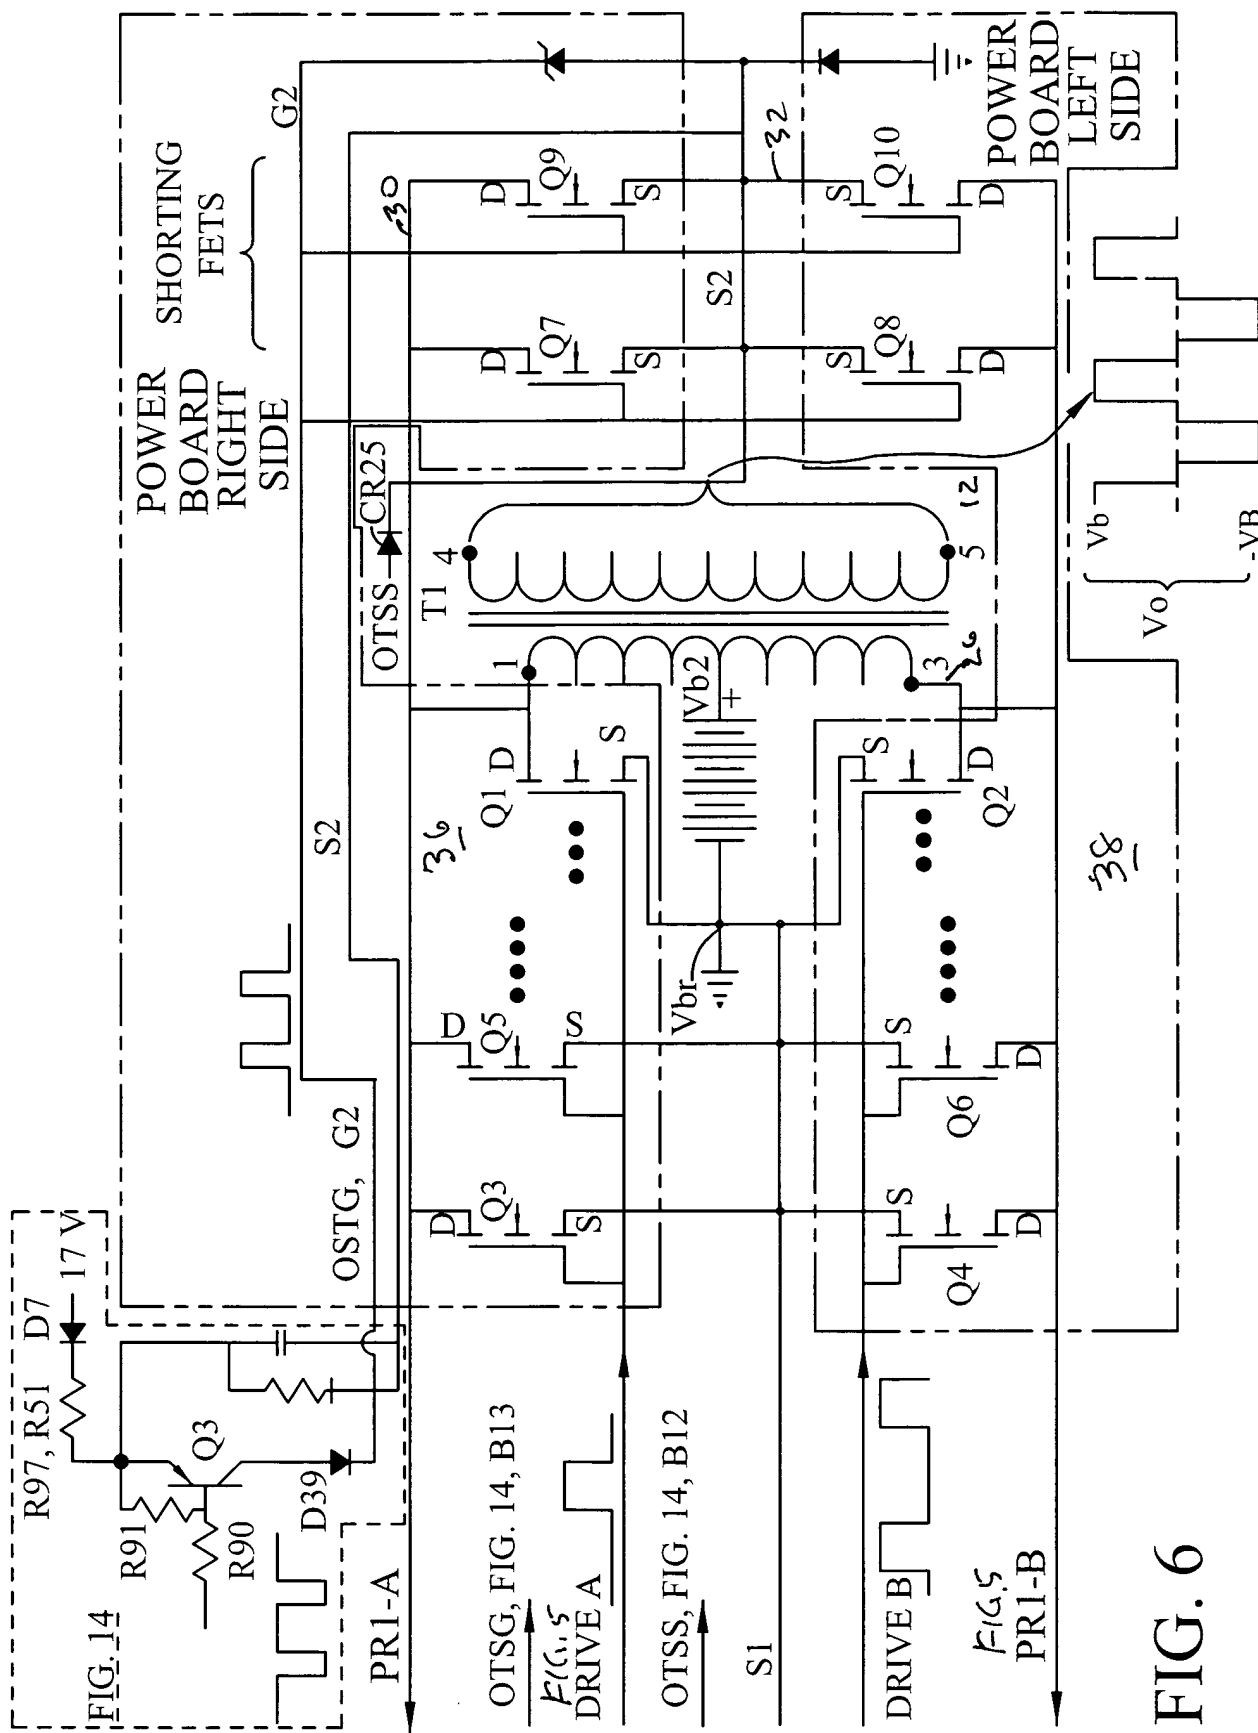 FIG. 14
R97, R51
D7
17 V
R91
Q3
R90
D39
OSTG, G2
S2
G2
SHORTING
FETS
POWER
BOARD
RIGHT
SIDE
PR1-A
30
36
OTSS
CR25
T1
4
5
12
1
3
26
D
Q3
S
D
Q5
S
Q1
D
S
D
Q7
S
D
Q9
S
OTSG, FIG. 14, B13
FIG.5
DRIVE A
OTSS, FIG. 14, B12
S1
Vbr
Vb2
+
S2
32
DRIVE B
S
Q4
D
S
Q6
D
S
Q2
D
S
Q8
D
S
Q10
D
FIG.5
PR1-B
38
POWER
BOARD
LEFT
SIDE
Vb
Vo
-VB
FIG. 6